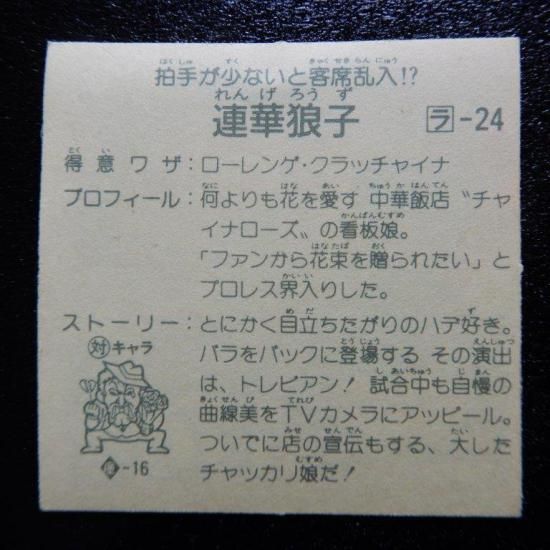 拍手が少ないと客席乱入!?
連華狼子 ラ-24
得意ワザ:ローレンゲ・クラッチャイナ
プロフィール:何よりも花を愛す 中華飯店〝チャ
イナローズ〟の看板娘。
「ファンから花束を贈られたい」と
プロレス界入りした。
ストーリー:とにかく目立ちたがりのハデ好き。
バラをバックに登場する その演出
は、トレビアン! 試合中も自慢の
曲線美をTVカメラにアッピール。
ついでに店の宣伝もする、大した
チャッカリ娘だ!
対キャラ
-16